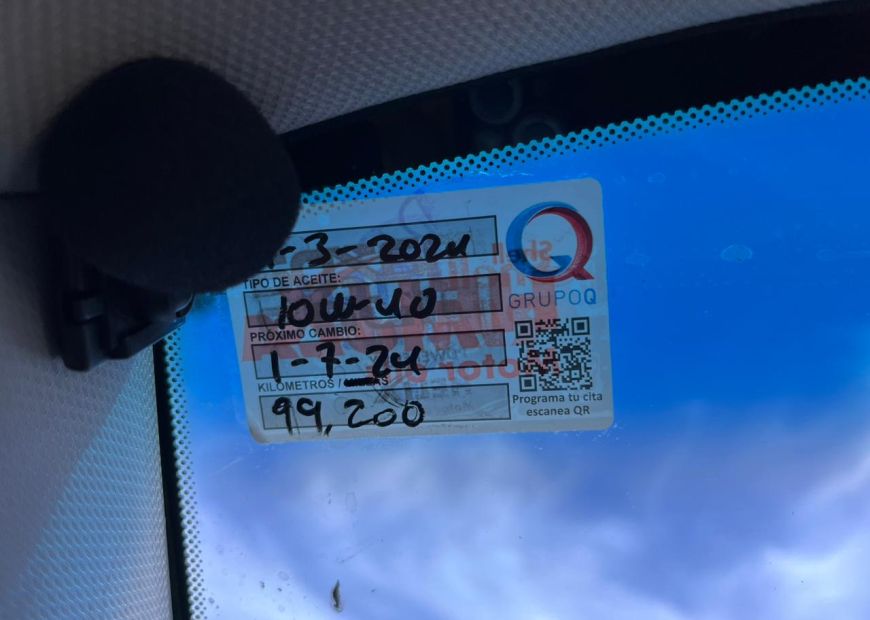 -3-2024
TIPO DE ACEITE:
10W-40
PRÓXIMO CAMBIO:
1-7-24
KILÓMETROS /
99,200
GRUPOQ
Programa tu cita
escanea QR